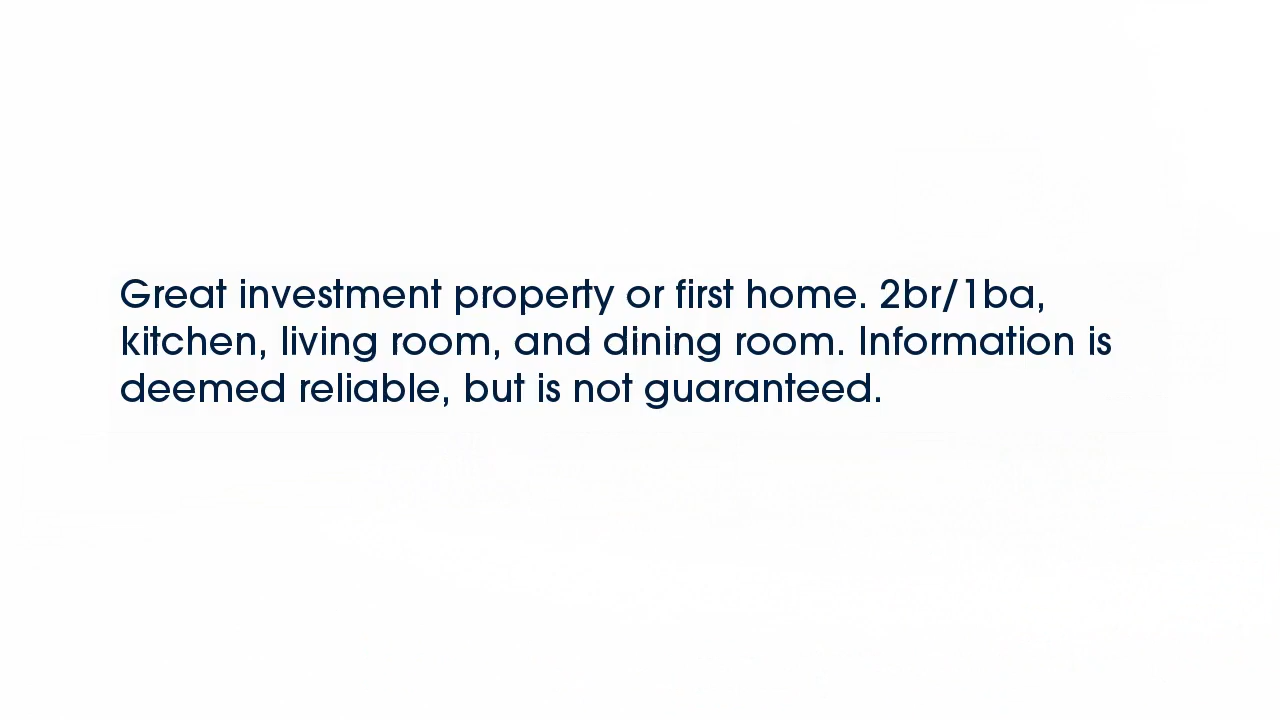 Great investment property or first home. 2br/1ba,
kitchen, living room, and dining room. Information is
deemed reliable, but is not guaranteed.